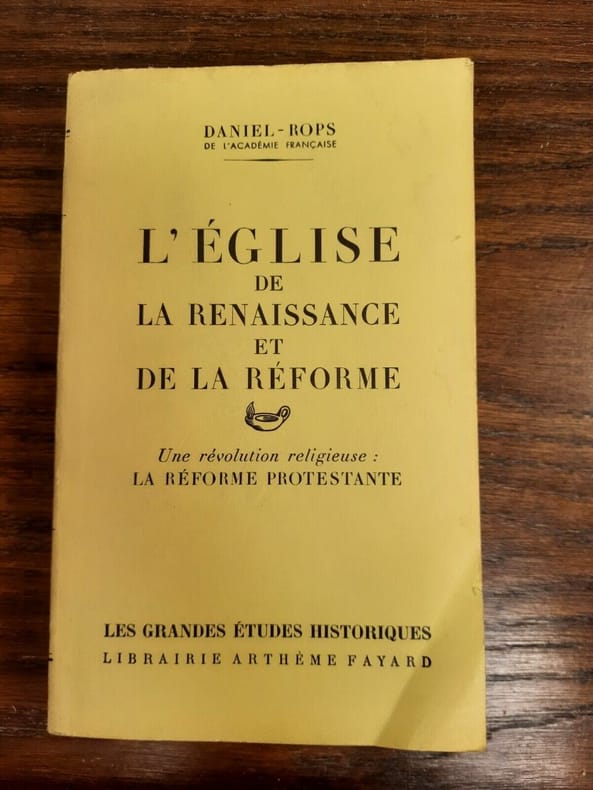 DANIEL-ROPS
DE L'ACADÉMIE FRANÇAISE
L'ÉGLISE
DE
LA RENAISSANCE
ET
DE LA RÉFORME
Une révolution religieuse :
LA RÉFORME PROTESTANTE
LES GRANDES ÉTUDES HISTORIQUES
LIBRAIRIE ARTHÈME FAYARD